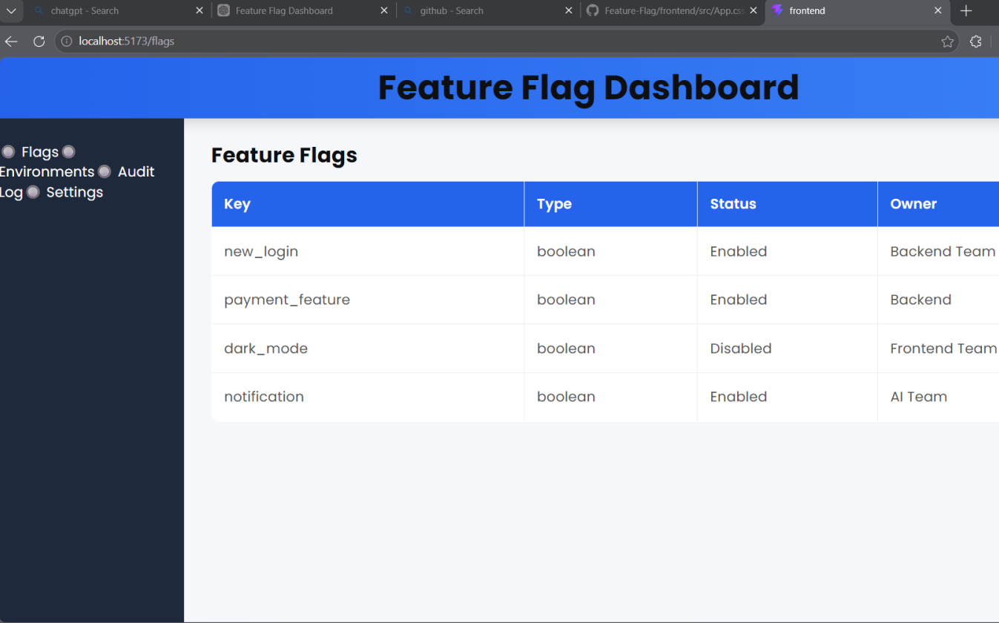 chatgpt - Search
Feature Flag Dashboard
github - Search
Feature-Flag/frontend/src/App.css
frontend
localhost:5173/flags
Feature Flag Dashboard
Flags
Environments Audit
Log Settings
Feature Flags
Key Type Status Owner
new_login boolean Enabled Backend Team
payment_feature boolean Enabled Backend
dark_mode boolean Disabled Frontend Team
notification boolean Enabled AI Team